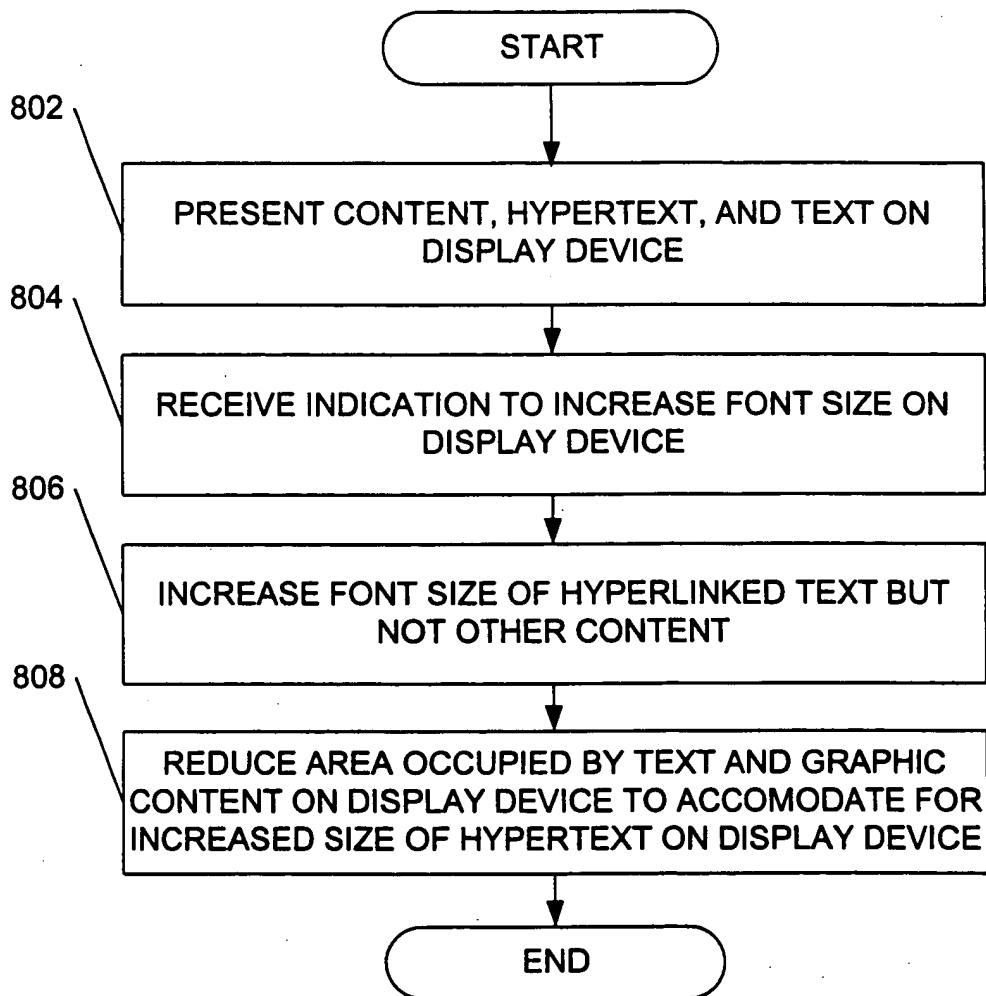 START
802
PRESENT CONTENT, HYPERTEXT, AND TEXT ON
DISPLAY DEVICE
804
RECEIVE INDICATION TO INCREASE FONT SIZE ON
DISPLAY DEVICE
806
INCREASE FONT SIZE OF HYPERLINKED TEXT BUT
NOT OTHER CONTENT
808
REDUCE AREA OCCUPIED BY TEXT AND GRAPHIC
CONTENT ON DISPLAY DEVICE TO ACCOMODATE FOR
INCREASED SIZE OF HYPERTEXT ON DISPLAY DEVICE
END